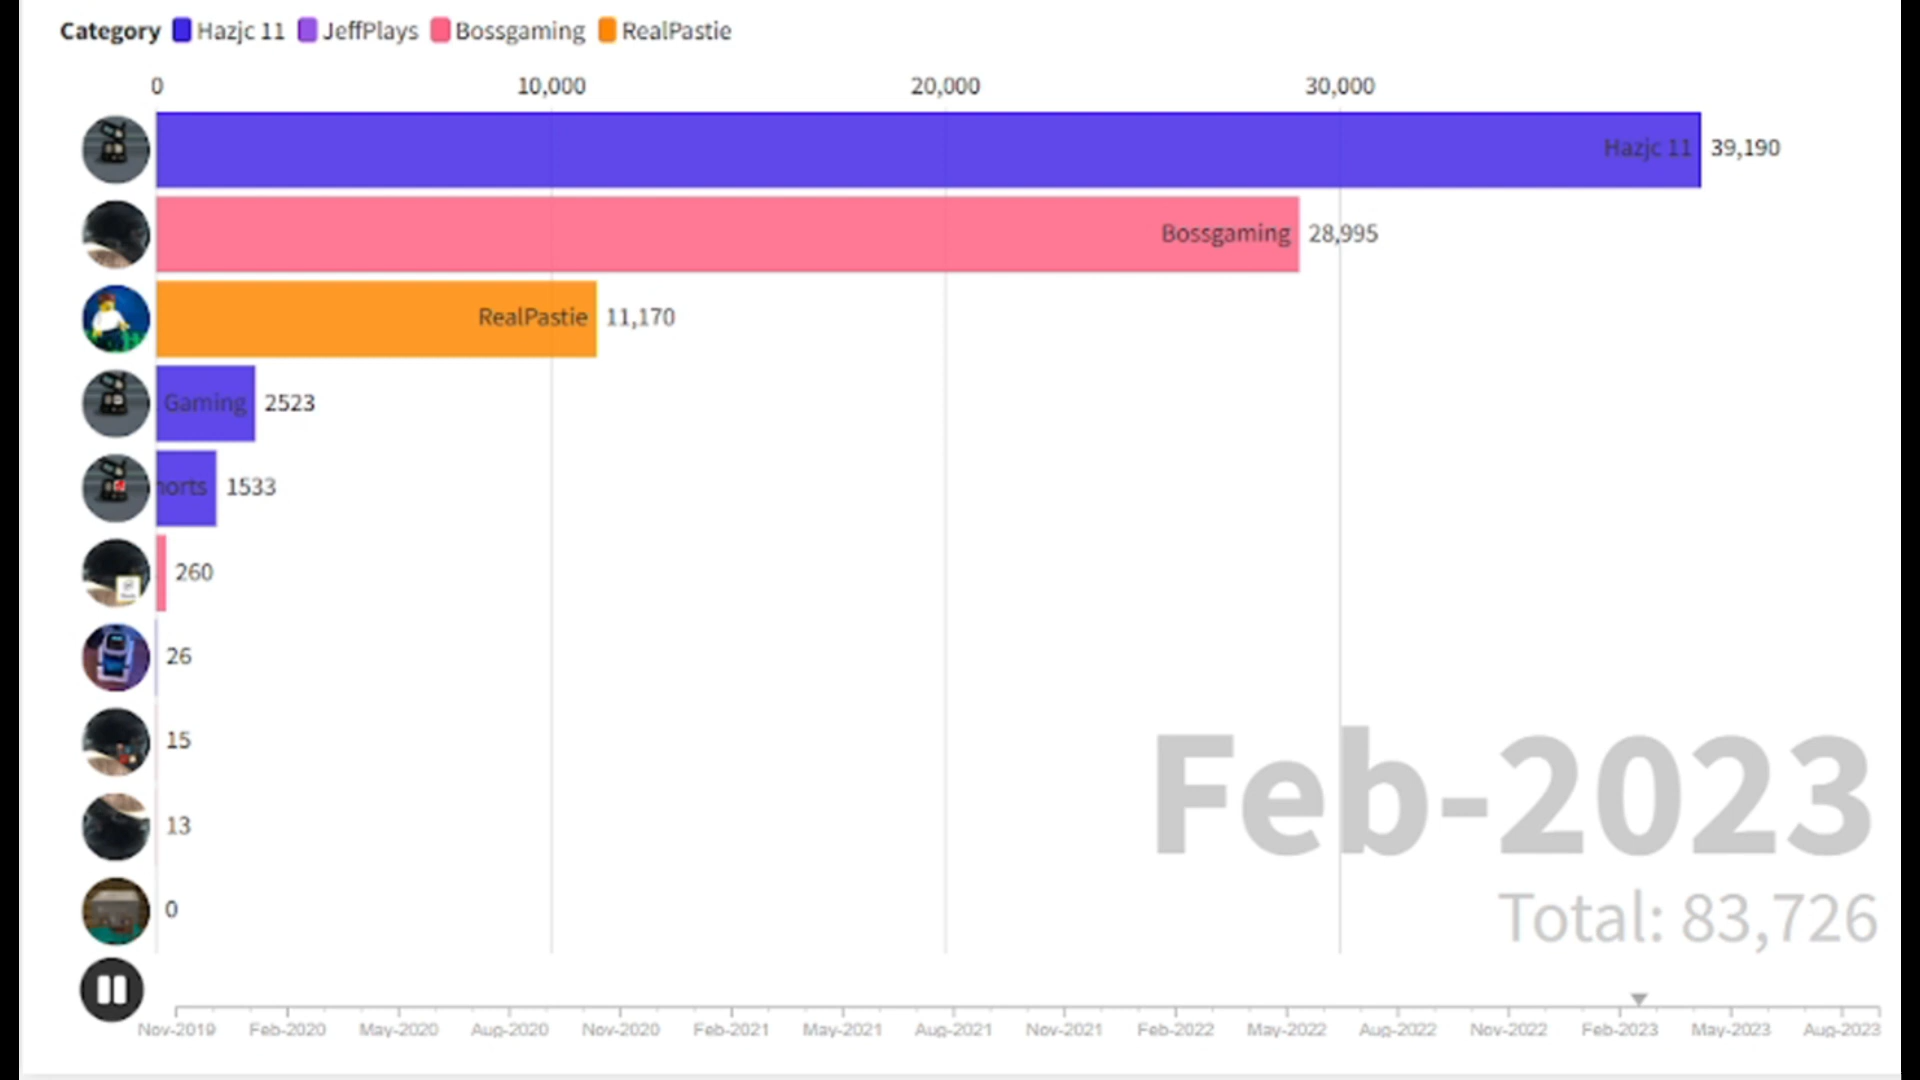 Category Hazjc 11 JeffPlays Bossgaming RealPastie
0 10,000 20,000 30,000
Hazjc 11 39,190
Bossgaming 28,995
RealPastie 11,170
Gaming 2523
horts 1533
260
26
15
13
0
Feb-2023
Total: 83,726
Nov-2019 Feb-2020 May-2020 Aug-2020 Nov-2020 Feb-2021 May-2021 Aug-2021 Nov-2021 Feb-2022 May-2022 Aug-2022 Nov-2022 Feb-2023 May-2023 Aug-2023